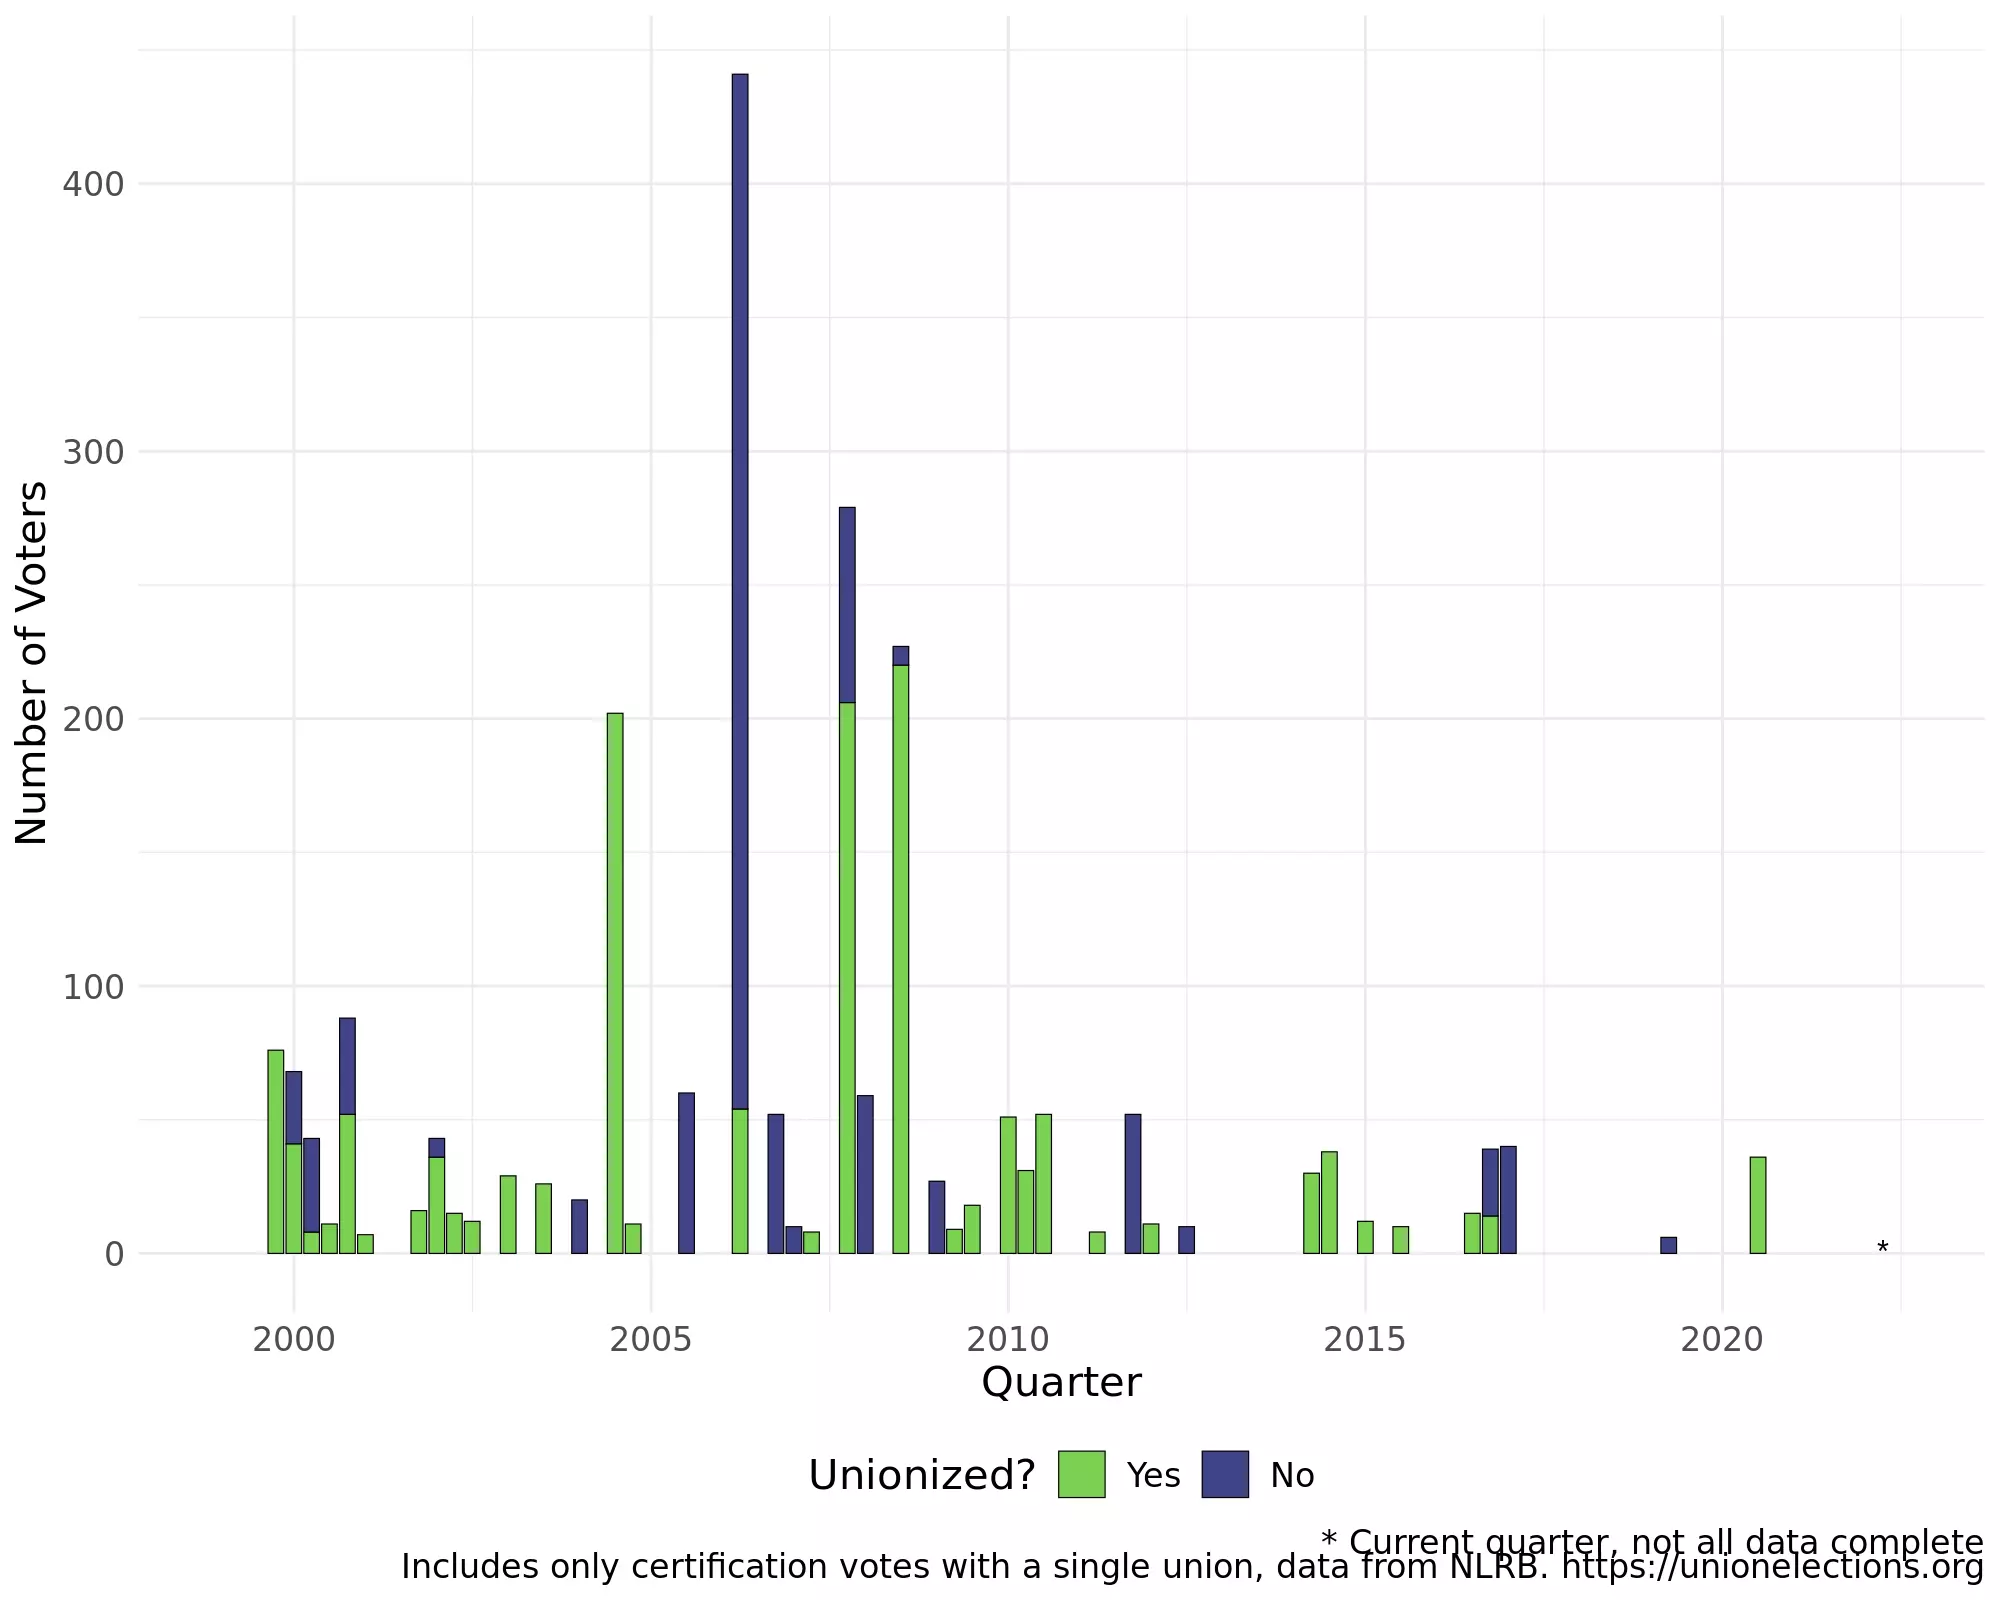 400
300
200
100
0
Number of Voters
*
2000 2005 2010 2015 2020
Quarter
Unionized? Yes No
* Current quarter, not all data complete
Includes only certification votes with a single union, data from NLRB. https://unionelections.org